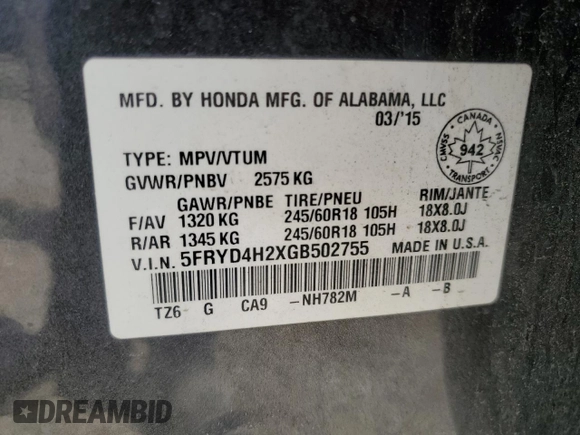 MFD. BY HONDA MFG. OF ALABAMA, LLC
03/'15
CANADA
CMVSS 942 NSVAC
TRANSPORT
TYPE: MPV/VTUM
GVWR/PNBV 2575 KG
GAWR/PNBE TIRE/PNEU RIM/JANTE
F/AV 1320 KG 245/60R18 105H 18X8.0J
R/AR 1345 KG 245/60R18 105H 18X8.0J
V.I.N. 5FRYD4H2XGB502755 MADE IN U.S.A.
TZ6 G CA9 -NH782M -A -B
DREAMBID